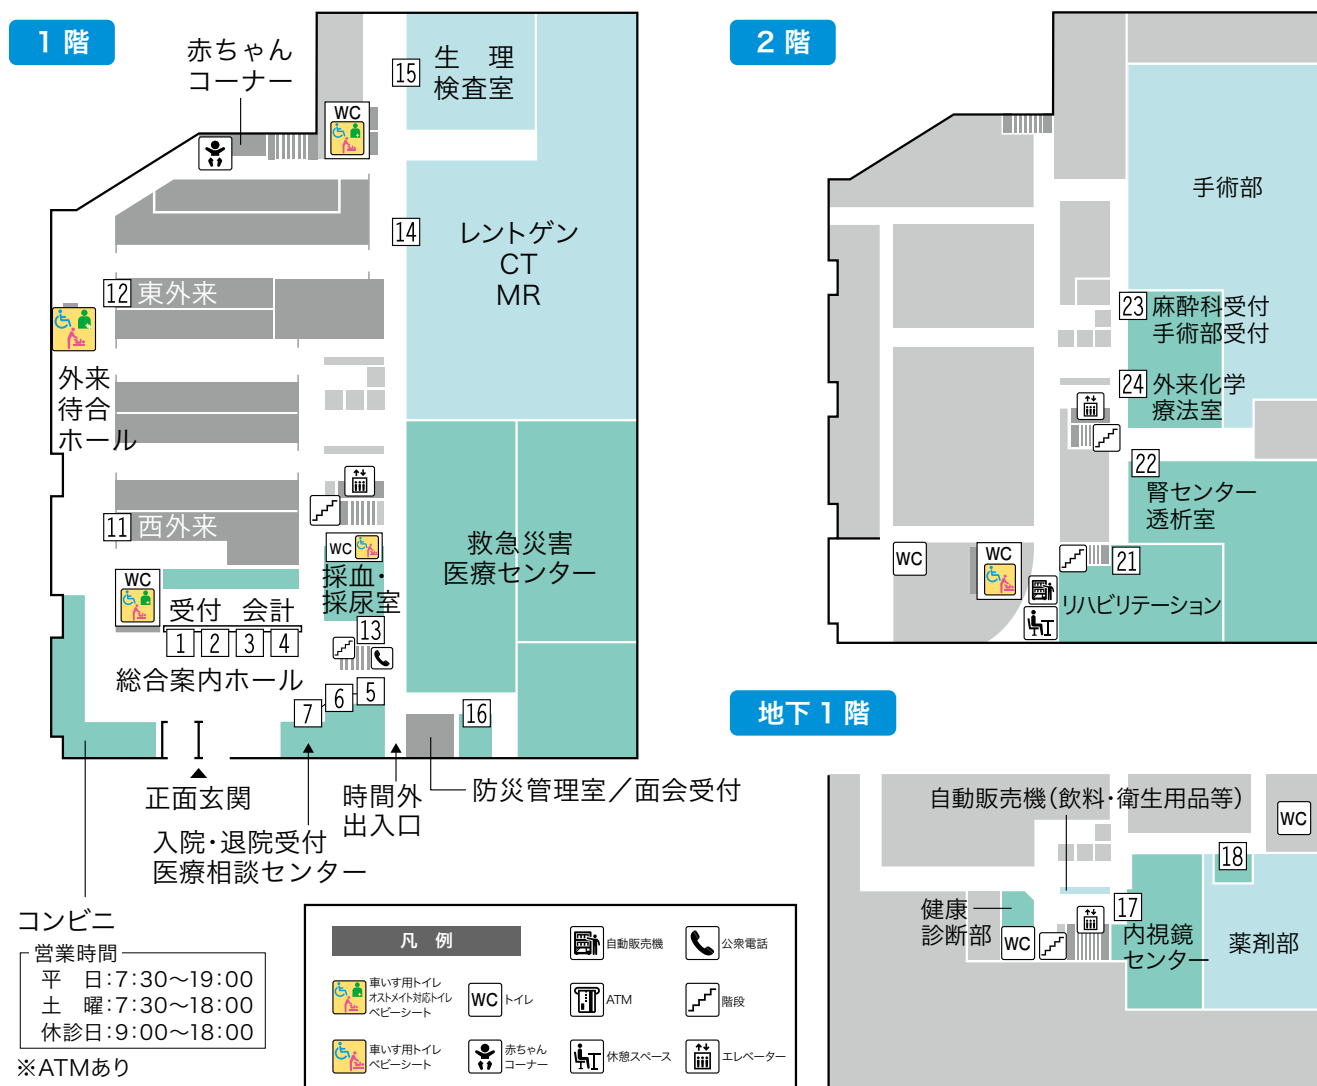 1 階
赤ちゃん
コーナー
WC
15
生 理
検査室
14
レントゲン
CT
MR
12
東外来
外来
待合
ホール
11
西外来
WC
採血・
採尿室
救急災害
医療センター
WC
受付 会計
1
2
3
4
13
総合案内ホール
7
6
5
16
正面玄関
入院・退院受付
医療相談センター
時間外
出入口
防災管理室／面会受付
コンビニ
営業時間
平 日：7：30〜19：00
土 曜：7：30〜18：00
休診日：9：00〜18：00
※ATMあり
凡 例
自動販売機
公衆電話
車いす用トイレ
オストメイト対応トイレ
ベビーシート
WC
トイレ
ATM
階段
車いす用トイレ
ベビーシート
赤ちゃん
コーナー
休憩スペース
エレベーター
2 階
手術部
23
麻酔科受付
手術部受付
24
外来化学
療法室
22
腎センター
透析室
WC
WC
21
リハビリテーション
地下 1 階
自動販売機（飲料・衛生用品等）
WC
18
健康
診断部
WC
17
内視鏡
センター
薬剤部